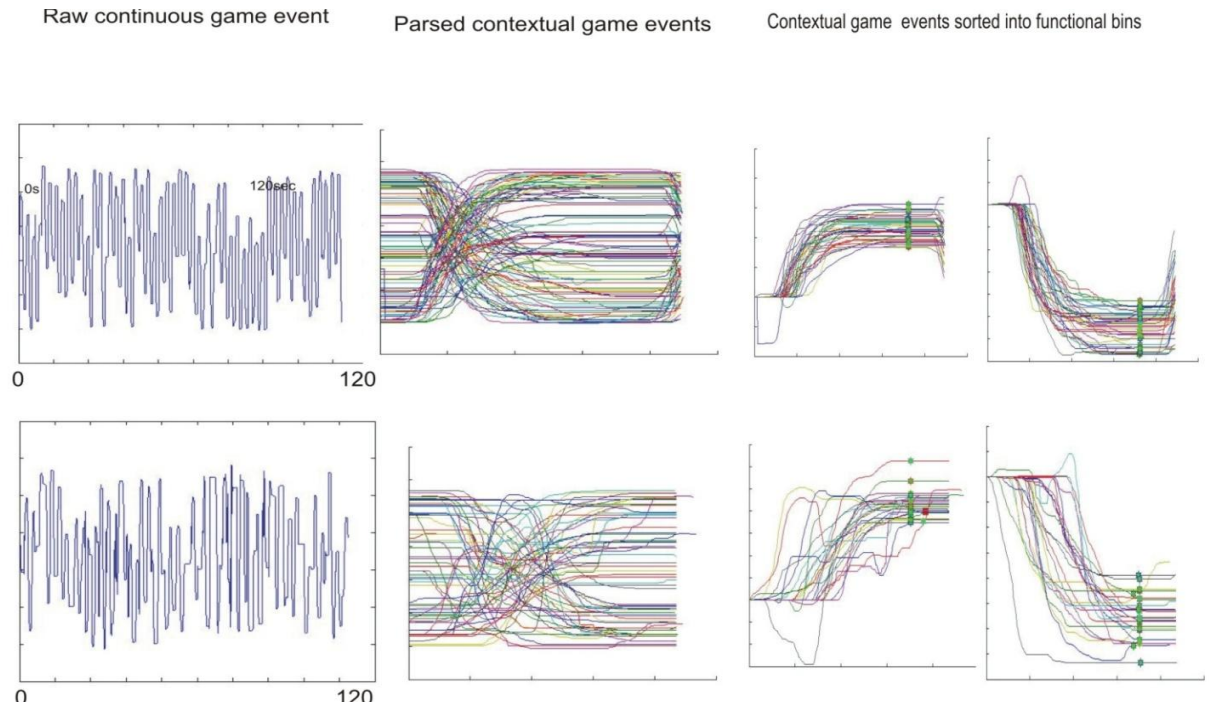 Raw continuous game event
Parsed contextual game events
Contextual game events sorted into functional bins
0s
120sec
0
120
0
120